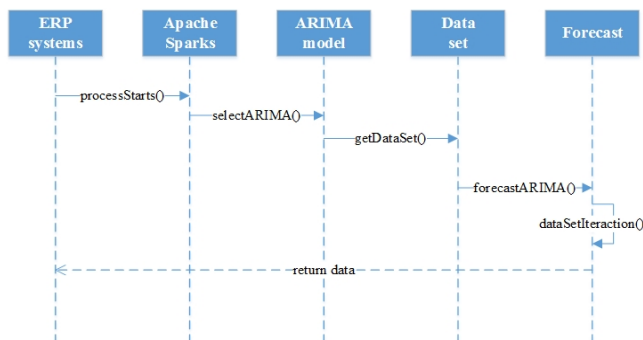 ERP
systems
Apache
Sparks
ARIMA
model
Data
set
Forecast
processStarts()
selectARIMA()
getDataSet()
forecastARIMA()
dataSetIteraction()
return data